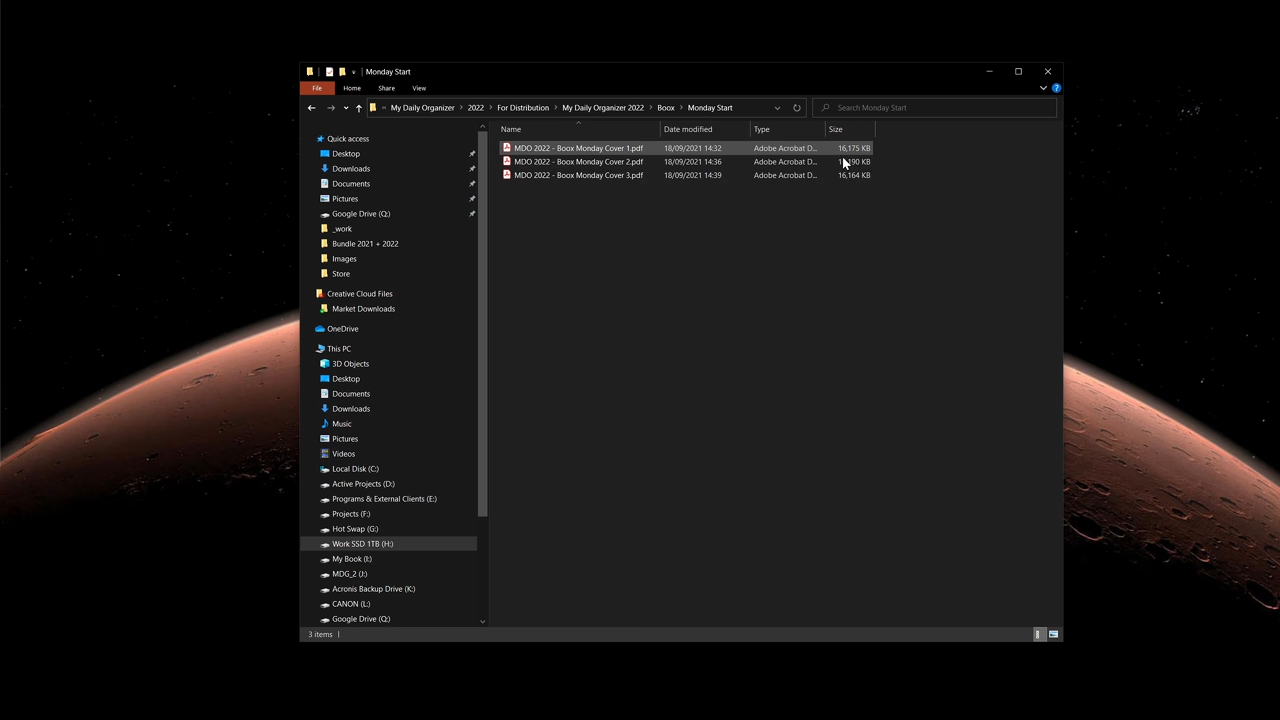 Monday Start
File Home Share View
« My Daily Organizer > 2022 > For Distribution > My Daily Organizer 2022 > Boox > Monday Start
Search Monday Start
Name Date modified Type Size
MDO 2022 - Boox Monday Cover 1.pdf 18/09/2021 14:32 Adobe Acrobat D... 16,175 KB
MDO 2022 - Boox Monday Cover 2.pdf 18/09/2021 14:36 Adobe Acrobat D... KB
MDO 2022 - Boox Monday Cover 3.pdf 18/09/2021 14:39 Adobe Acrobat D... 16,164 KB
Quick access
Desktop
Downloads
Documents
Pictures
Google Drive (Q:)
_work
Bundle 2021 + 2022
Images
Store
Creative Cloud Files
Market Downloads
OneDrive
This PC
3D Objects
Desktop
Documents
Downloads
Music
Pictures
Videos
Local Disk (C:)
Active Projects (D:)
Programs & External Clients (E:)
Projects (F:)
Hot Swap (G:)
Work SSD 1TB (H:)
My Book (I:)
MDG_2 (J:)
Acronis Backup Drive (K:)
CANON (L:)
Google Drive (Q:)
3 items